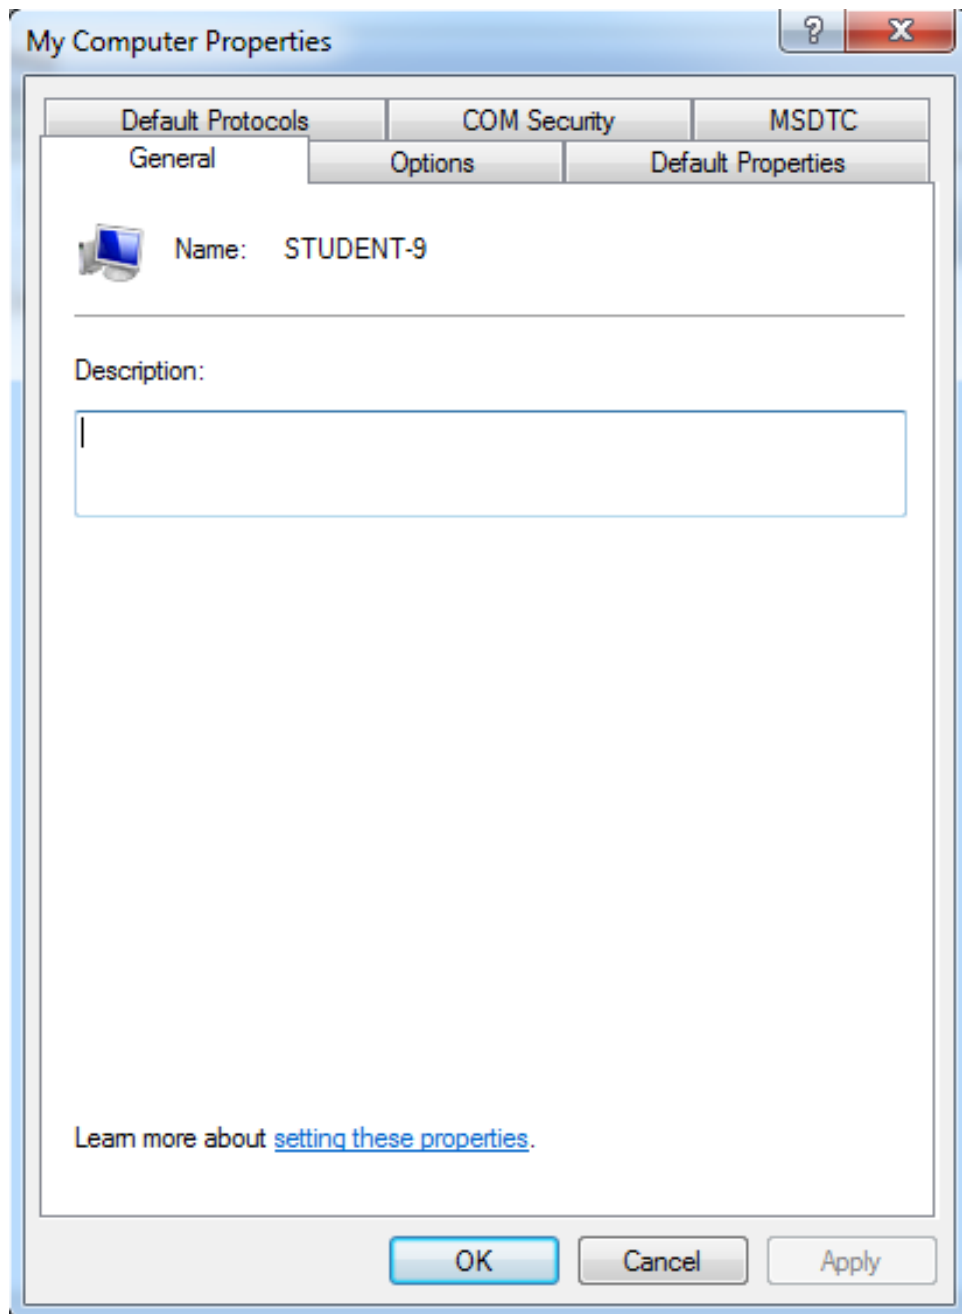 My Computer Properties
Default Protocols COM Security MSDTC
General Options Default Properties
Name: STUDENT-9
Description:
Learn more about setting these properties.
OK Cancel Apply